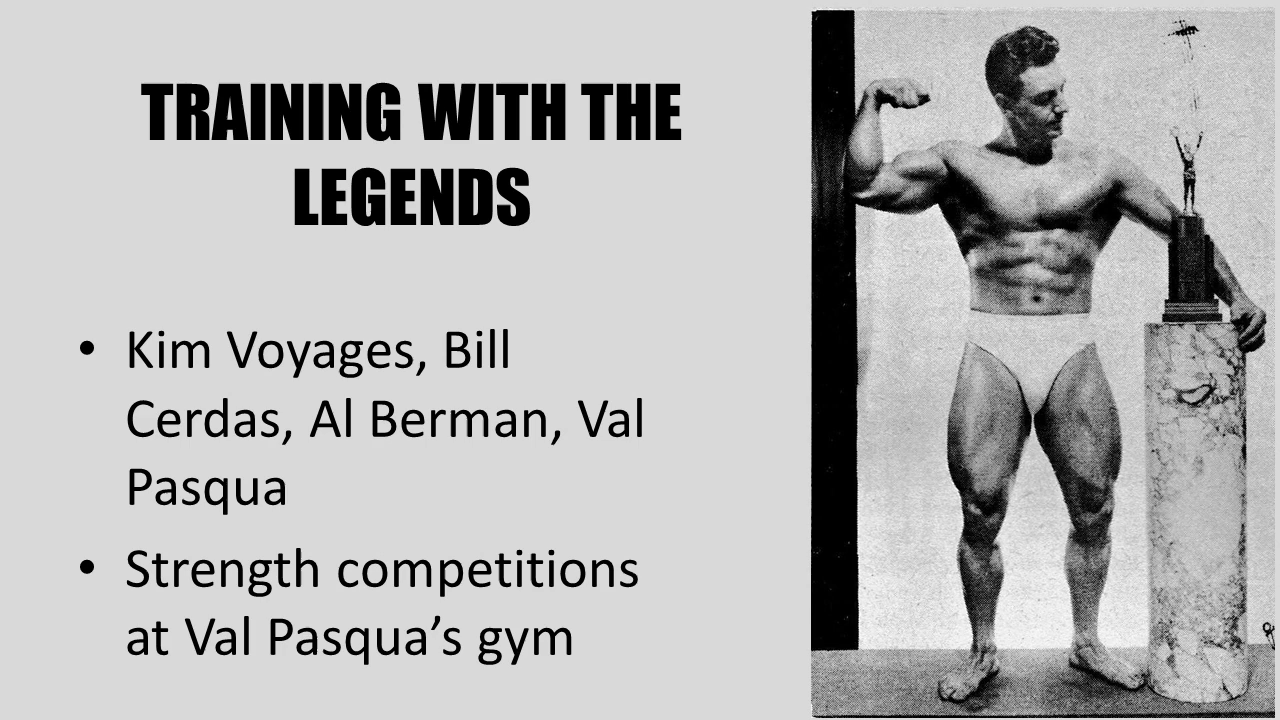 TRAINING WITH THE
LEGENDS
• Kim Voyages, Bill
Cerdas, Al Berman, Val
Pasqua
• Strength competitions
at Val Pasqua’s gym